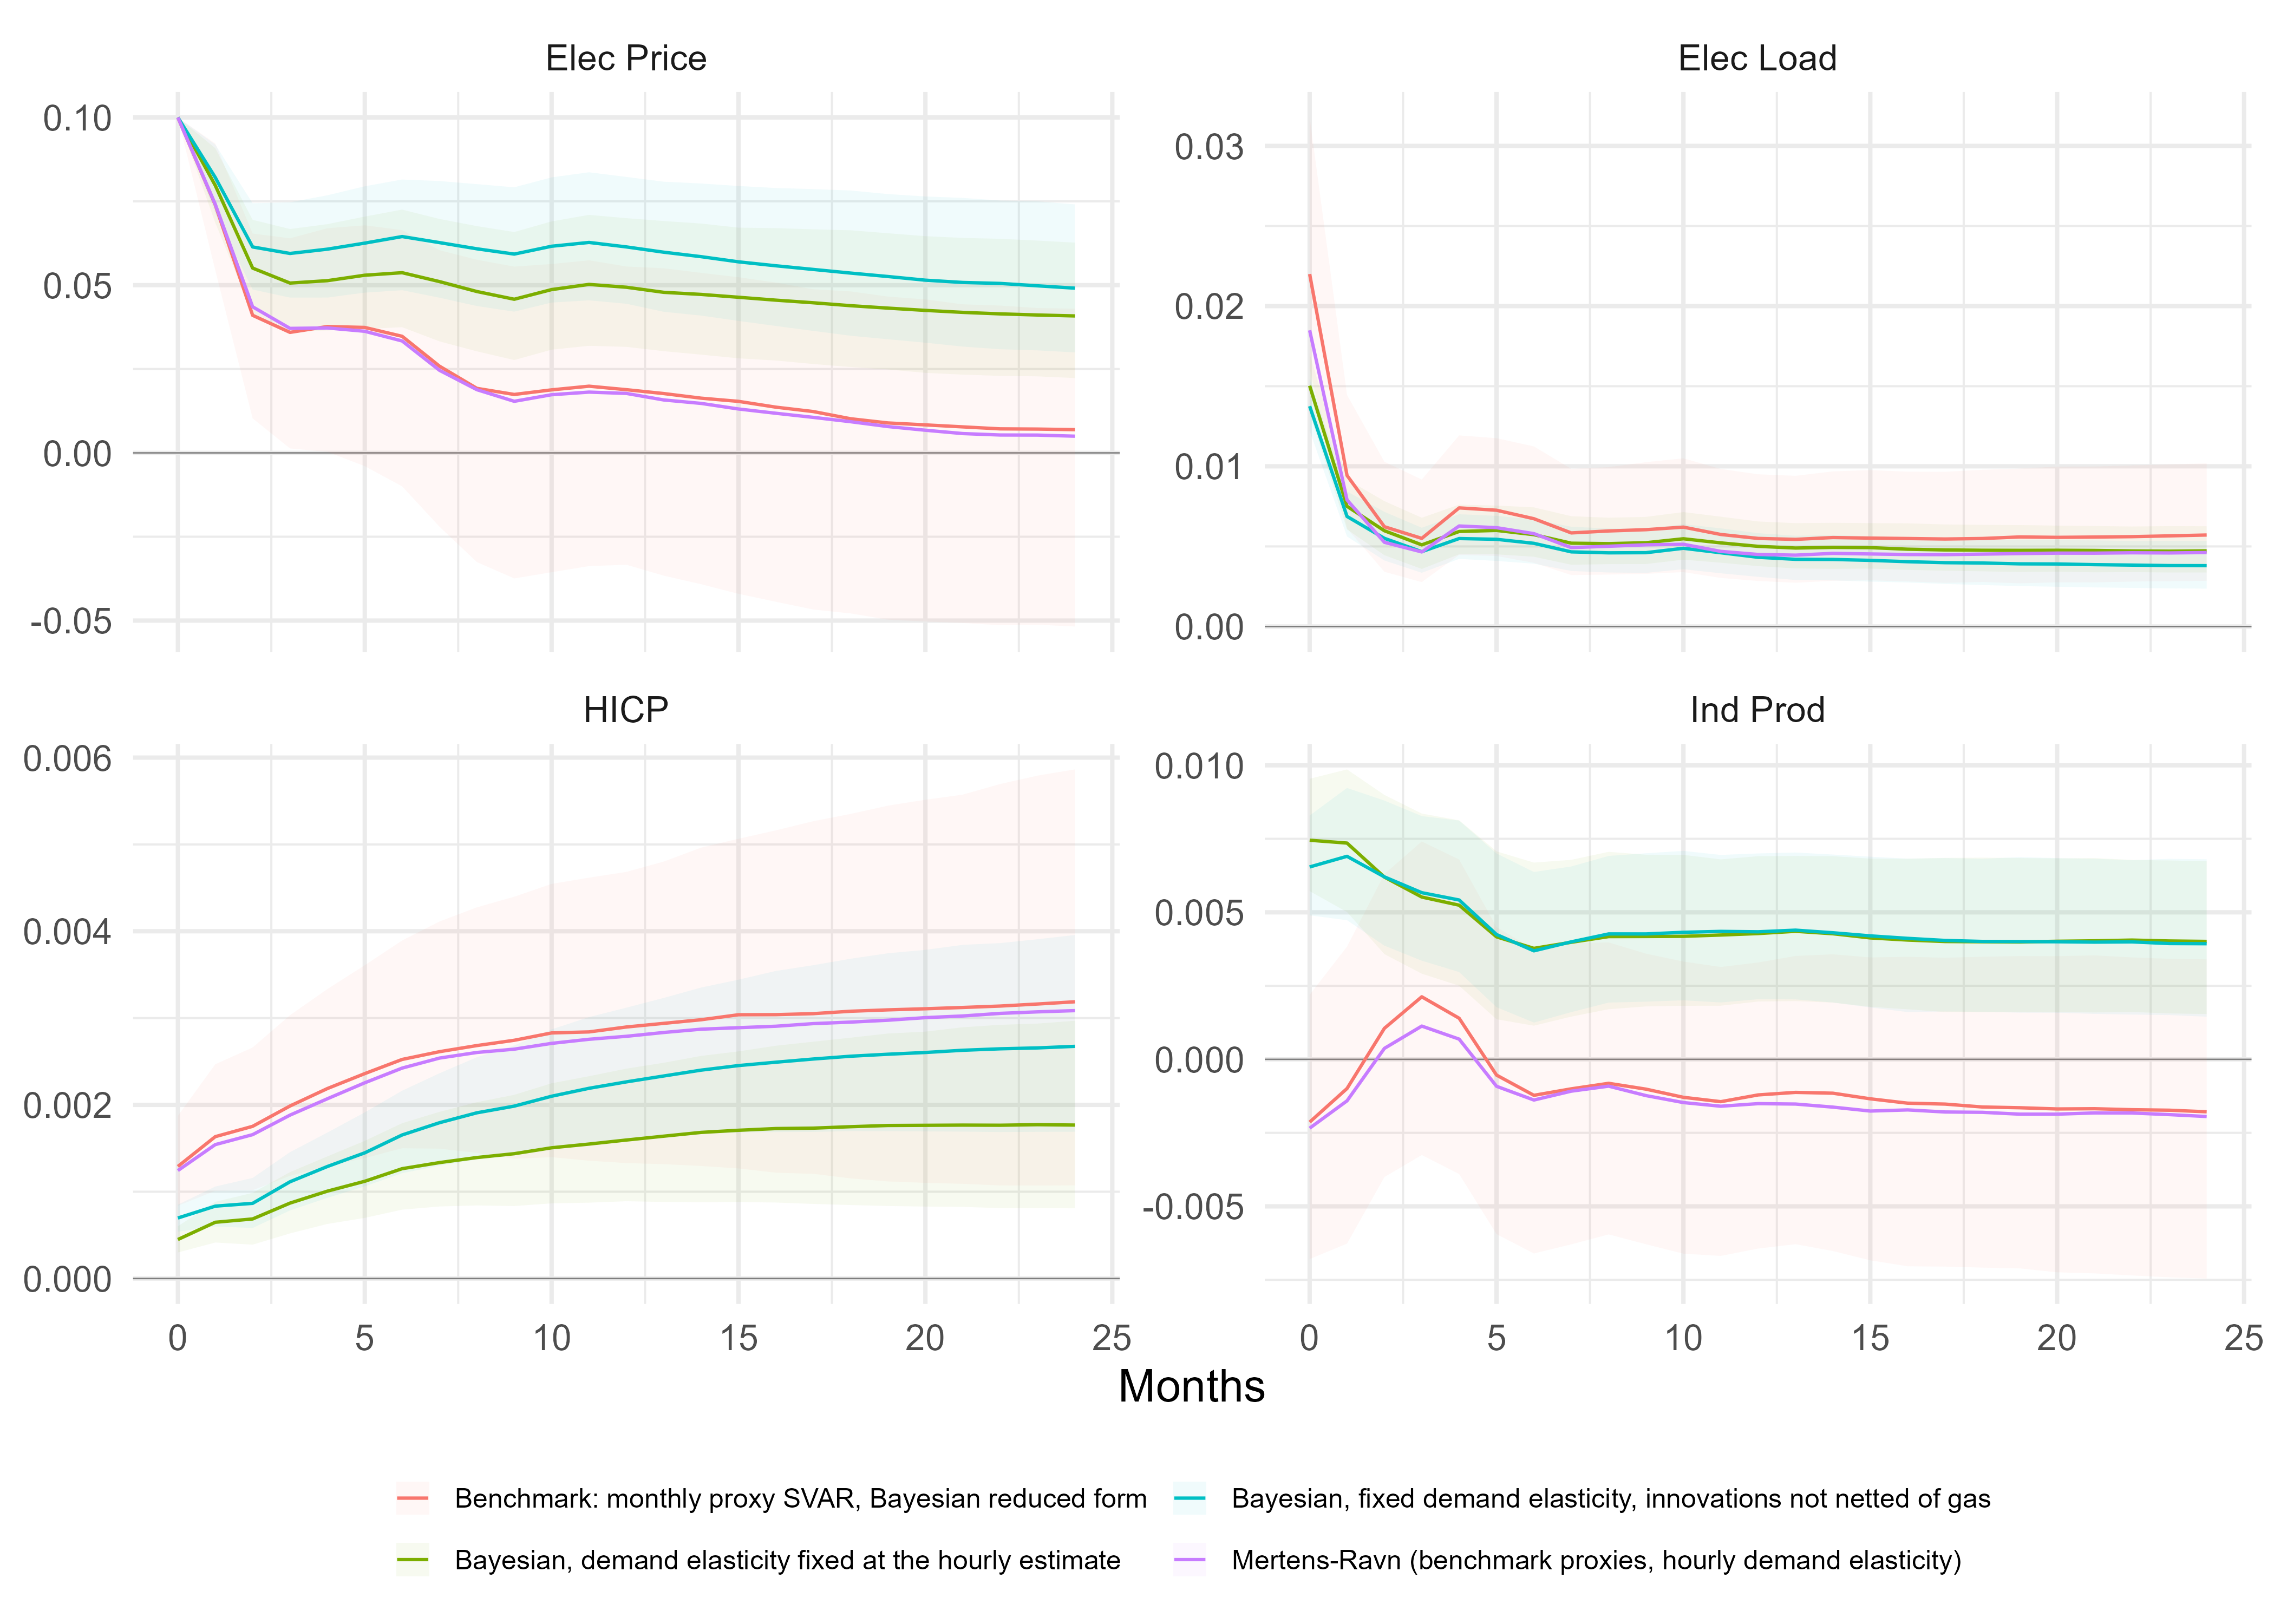 Elec Price
Elec Load
0.10
0.05
0.00
-0.05
0.03
0.02
0.01
0.00
HICP
Ind Prod
0.006
0.004
0.002
0.000
0.010
0.005
0.000
-0.005
0 5 10 15 20 25
0 5 10 15 20 25
Months
Benchmark: monthly proxy SVAR, Bayesian reduced form
Bayesian, fixed demand elasticity, innovations not netted of gas
Bayesian, demand elasticity fixed at the hourly estimate
Mertens-Ravn (benchmark proxies, hourly demand elasticity)